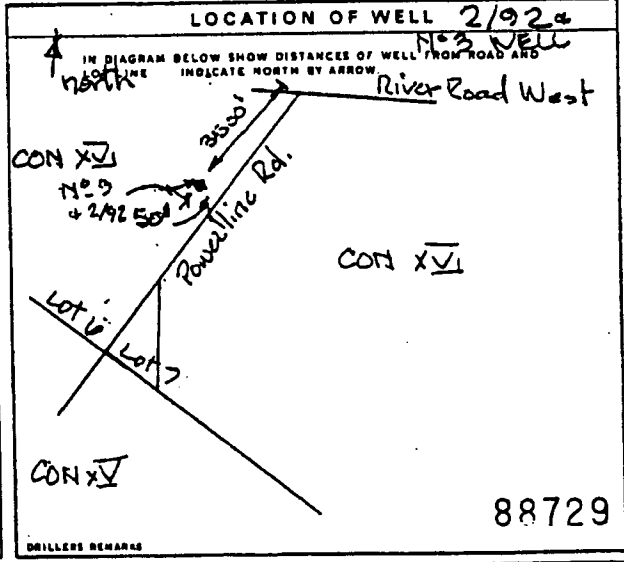 LOCATION OF WELL 2/92 &
Nº 3 WELL
IN DIAGRAM BELOW SHOW DISTANCES OF WELL FROM ROAD AND
LOT LINE INDICATE NORTH BY ARROW.
north
River Road West
3500'
CON XVI
Nº 3
& 2/92 50'
Powerline Rd.
CON XVI
Lot 6
Lot 7
CON XV
88729
DRILLERS REMARKS